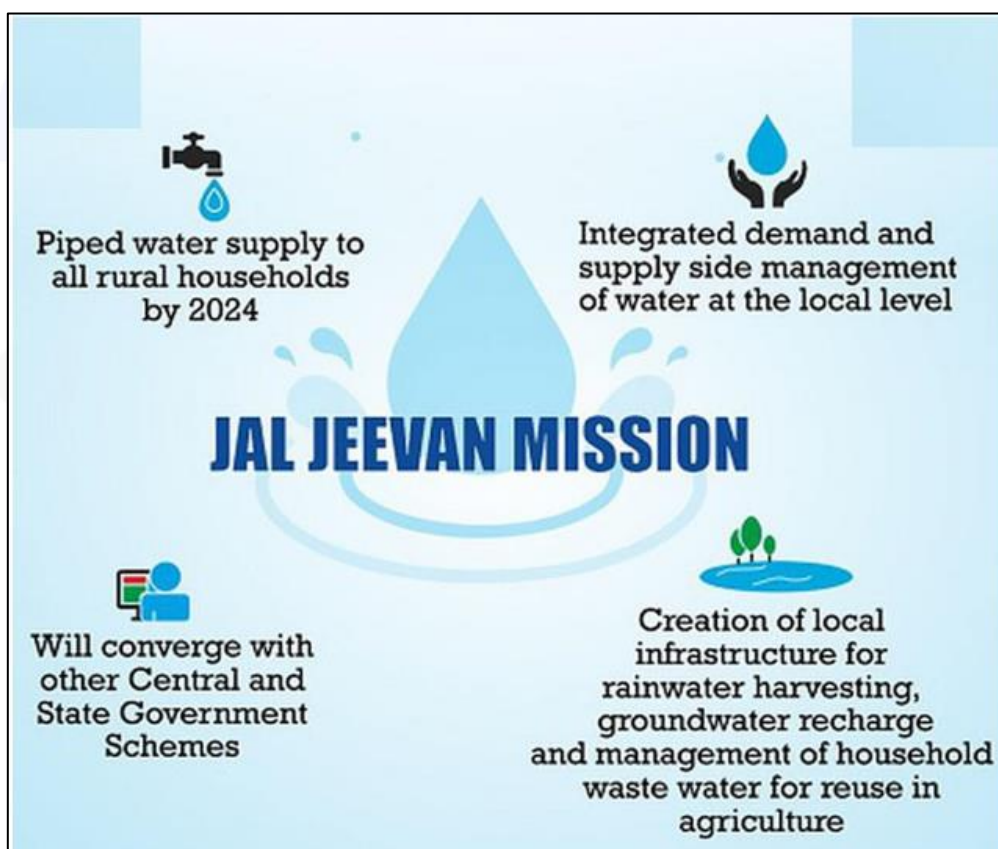 Piped water supply to
all rural households
by 2024
Integrated demand and
supply side management
of water at the local level
JAL JEEVAN MISSION
Will converge with
other Central and
State Government
Schemes
Creation of local
infrastructure for
rainwater harvesting,
groundwater recharge
and management of household
waste water for reuse in
agriculture